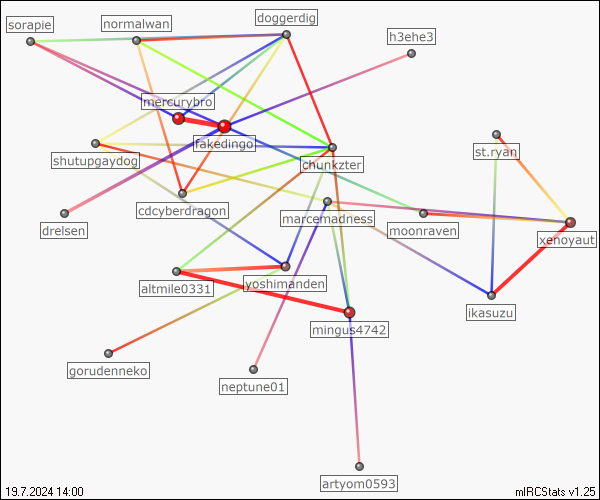 sorapie
normalwan
doggerdig
h3ehe3
mercurybro
fakedingo
st.ryan
shutupgaydog
chunkzter
cdcyberdragon
marcemadness
moonraven
drelsen
xenoyaut
altmile0331
yoshimanden
ikasuzu
mingus4742
gorudenneko
neptune01
artyom0593
19.7.2024 14:00
mIRCStats v1.25